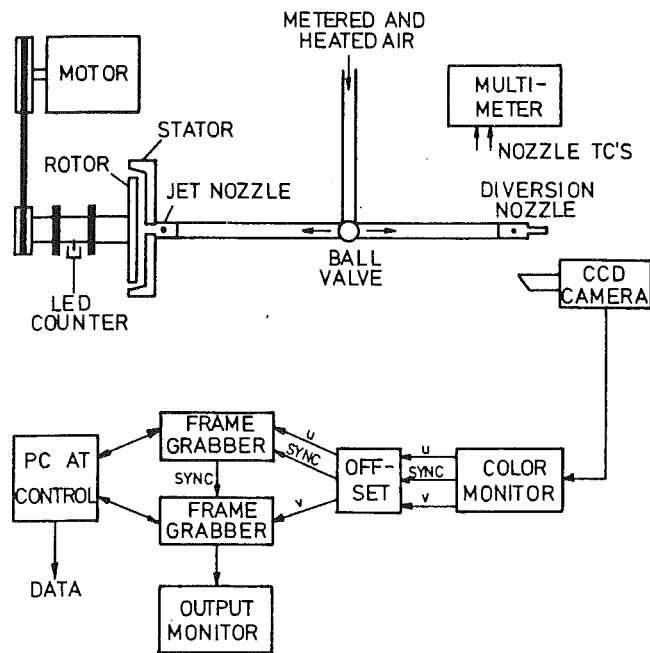 METERED AND
HEATED AIR
MOTOR
MULTI-
METER
STATOR
ROTOR
NOZZLE TC'S
JET NOZZLE
DIVERSION
NOZZLE
BALL
VALVE
LED
COUNTER
CCD
CAMERA
FRAME
GRABBER
U
SYNC
PC AT
CONTROL
SYNC
OFF-
SET
U
SYNC
V
COLOR
MONITOR
FRAME
GRABBER
V
DATA
OUTPUT
MONITOR